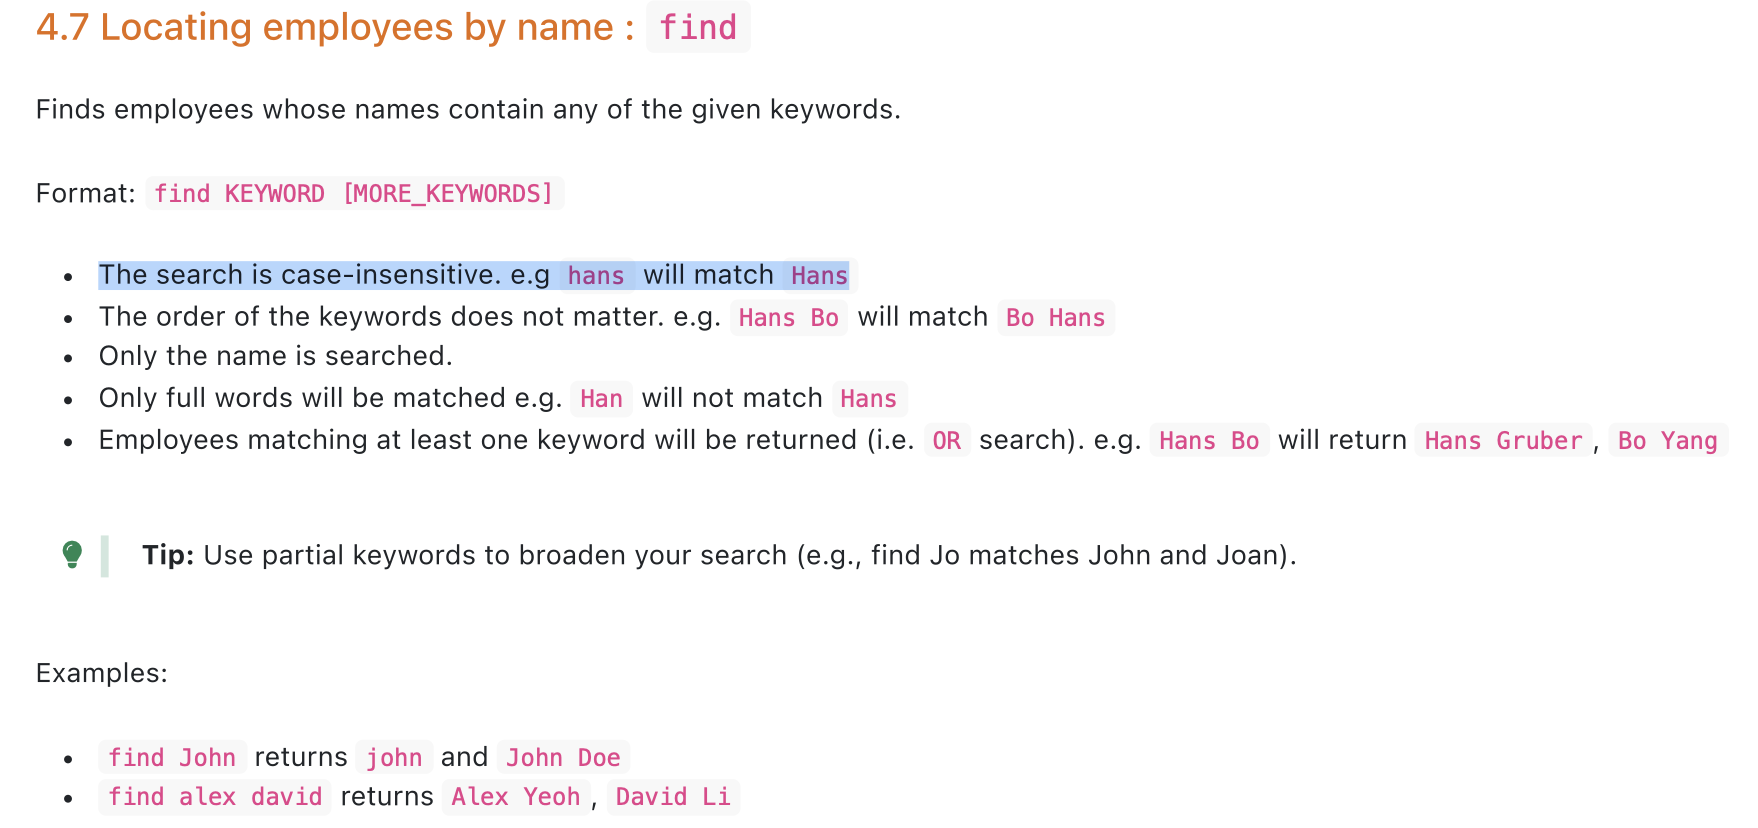 4.7 Locating employees by name : find
Finds employees whose names contain any of the given keywords.
Format: find KEYWORD [MORE_KEYWORDS]
• The search is case-insensitive. e.g hans will match Hans
• The order of the keywords does not matter. e.g. Hans Bo will match Bo Hans
• Only the name is searched.
• Only full words will be matched e.g. Han will not match Hans
• Employees matching at least one keyword will be returned (i.e. OR search). e.g. Hans Bo will return Hans Gruber, Bo Yang
Tip: Use partial keywords to broaden your search (e.g., find Jo matches John and Joan).
Examples:
• find John returns john and John Doe
• find alex david returns Alex Yeoh, David Li